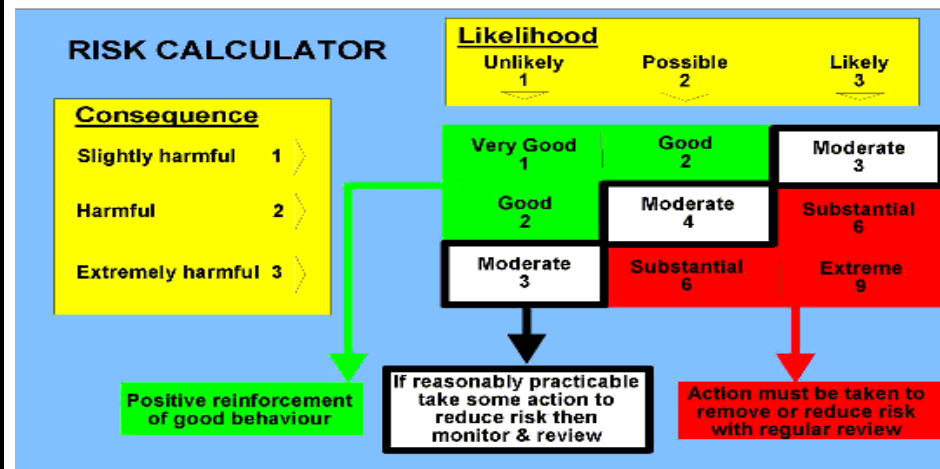 RISK CALCULATOR
Likelihood
Unlikely Possible Likely
1 2 3
Consequence
Slightly harmful 1
Harmful 2
Extremely harmful 3
Very Good Good Moderate
1 2 3
Good Moderate Substantial
2 4 6
Moderate Substantial Extreme
3 6 9
Positive reinforcement
of good behaviour
If reasonably practicable
take some action to
reduce risk then
monitor & review
Action must be taken to
remove or reduce risk
with regular review